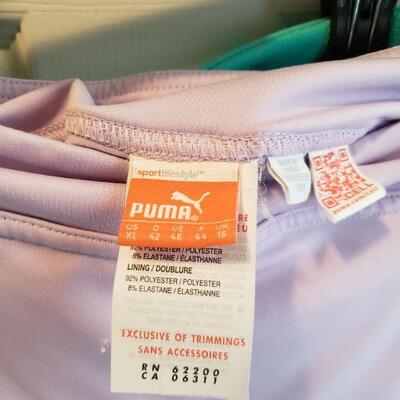 sportlifestyle™
PUMA®
US D I/E F UK
XL 42 46 44 16
92% POLYESTER / POLYESTER
8% ELASTANE / ÉLASTHANNE
LINING / DOUBLURE
92% POLYESTER / POLYESTER
8% ELASTANE / ÉLASTHANNE
EXCLUSIVE OF TRIMMINGS
SANS ACCESSOIRES
RN 62200
CA 06311